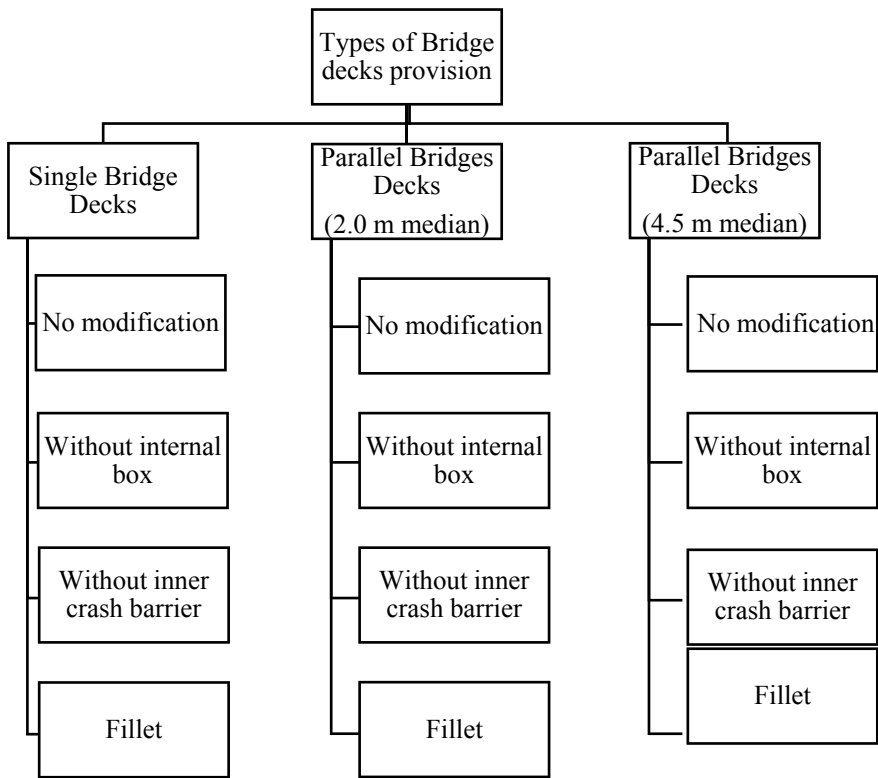 Types of Bridge
decks provision
Single Bridge
Decks
No modification
Without internal
box
Without inner
crash barrier
Fillet
Parallel Bridges
Decks
(2.0 m median)
No modification
Without internal
box
Without inner
crash barrier
Fillet
Parallel Bridges
Decks
(4.5 m median)
No modification
Without internal
box
Without inner
crash barrier
Fillet